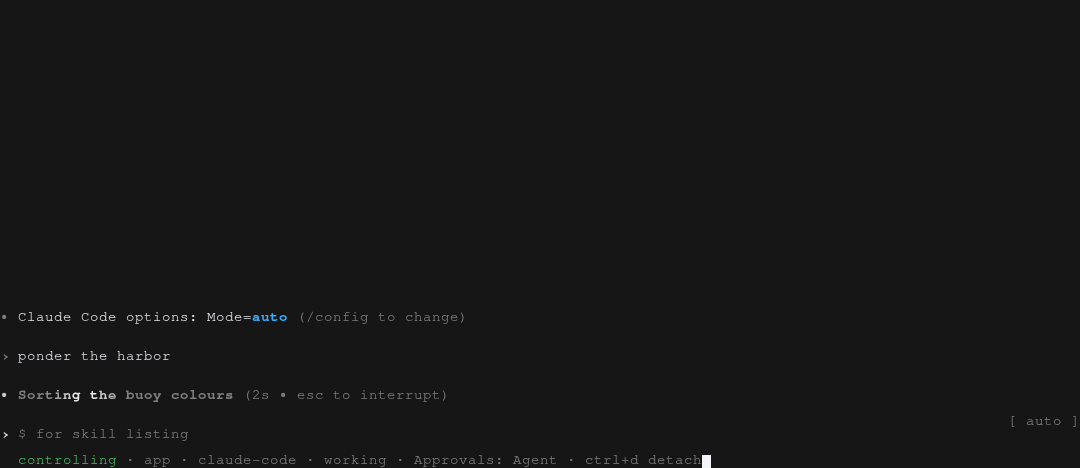 • Claude Code options: Mode=auto (/config to change)
› ponder the harbor
• Sorting the buoy colours (2s • esc to interrupt)
[ auto ]
› $ for skill listing
controlling · app · claude-code · working · Approvals: Agent · ctrl+d detach